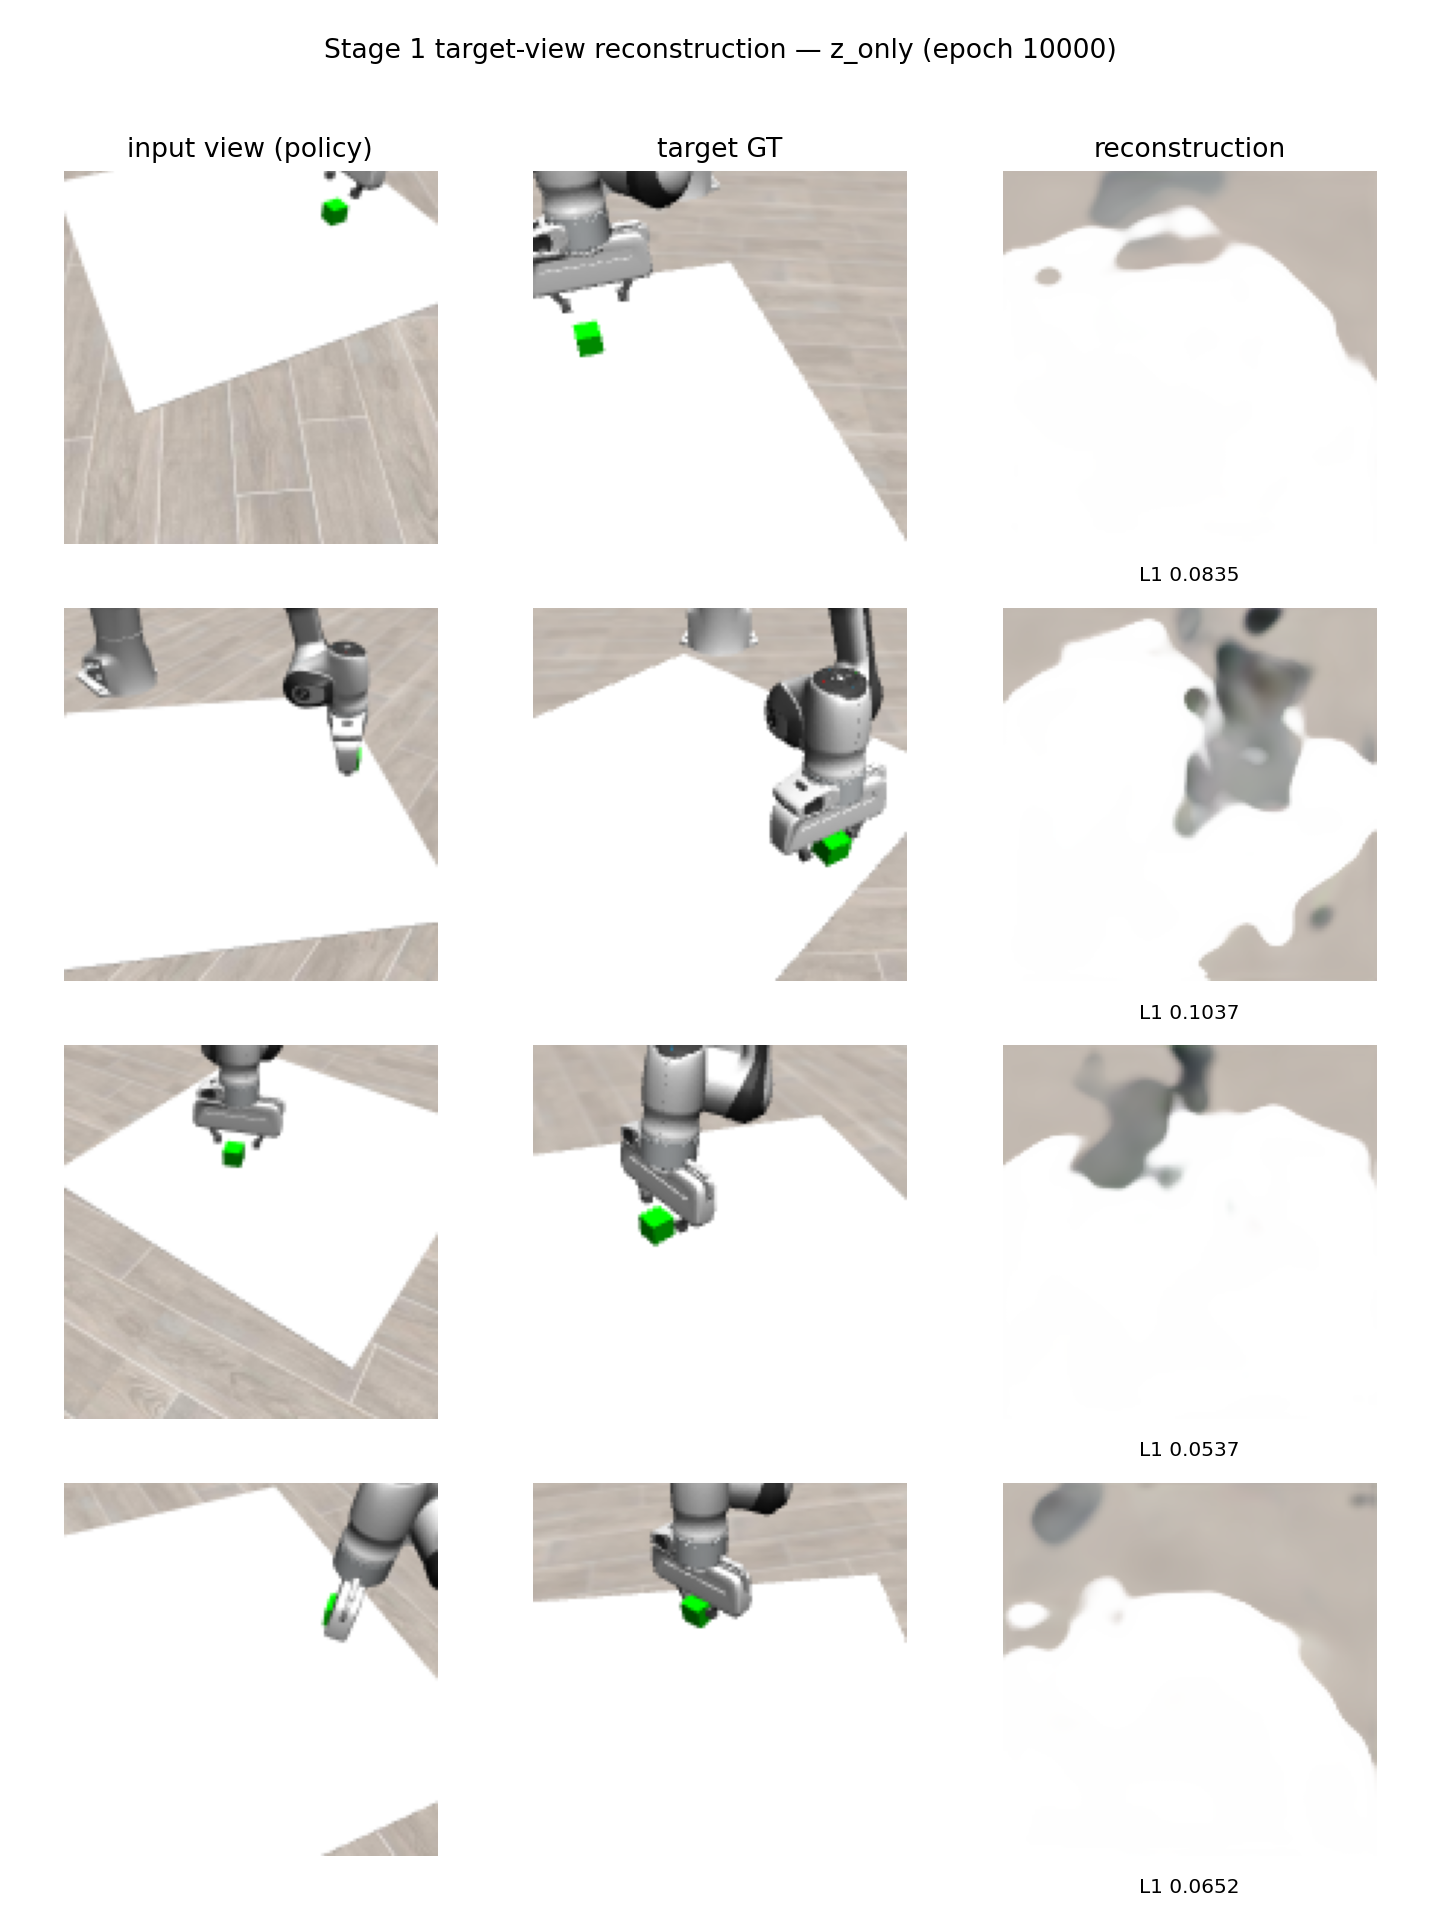 Stage 1 target-view reconstruction — z_only (epoch 10000)
input view (policy)
target GT
reconstruction
L1 0.0835
L1 0.1037
L1 0.0537
L1 0.0652